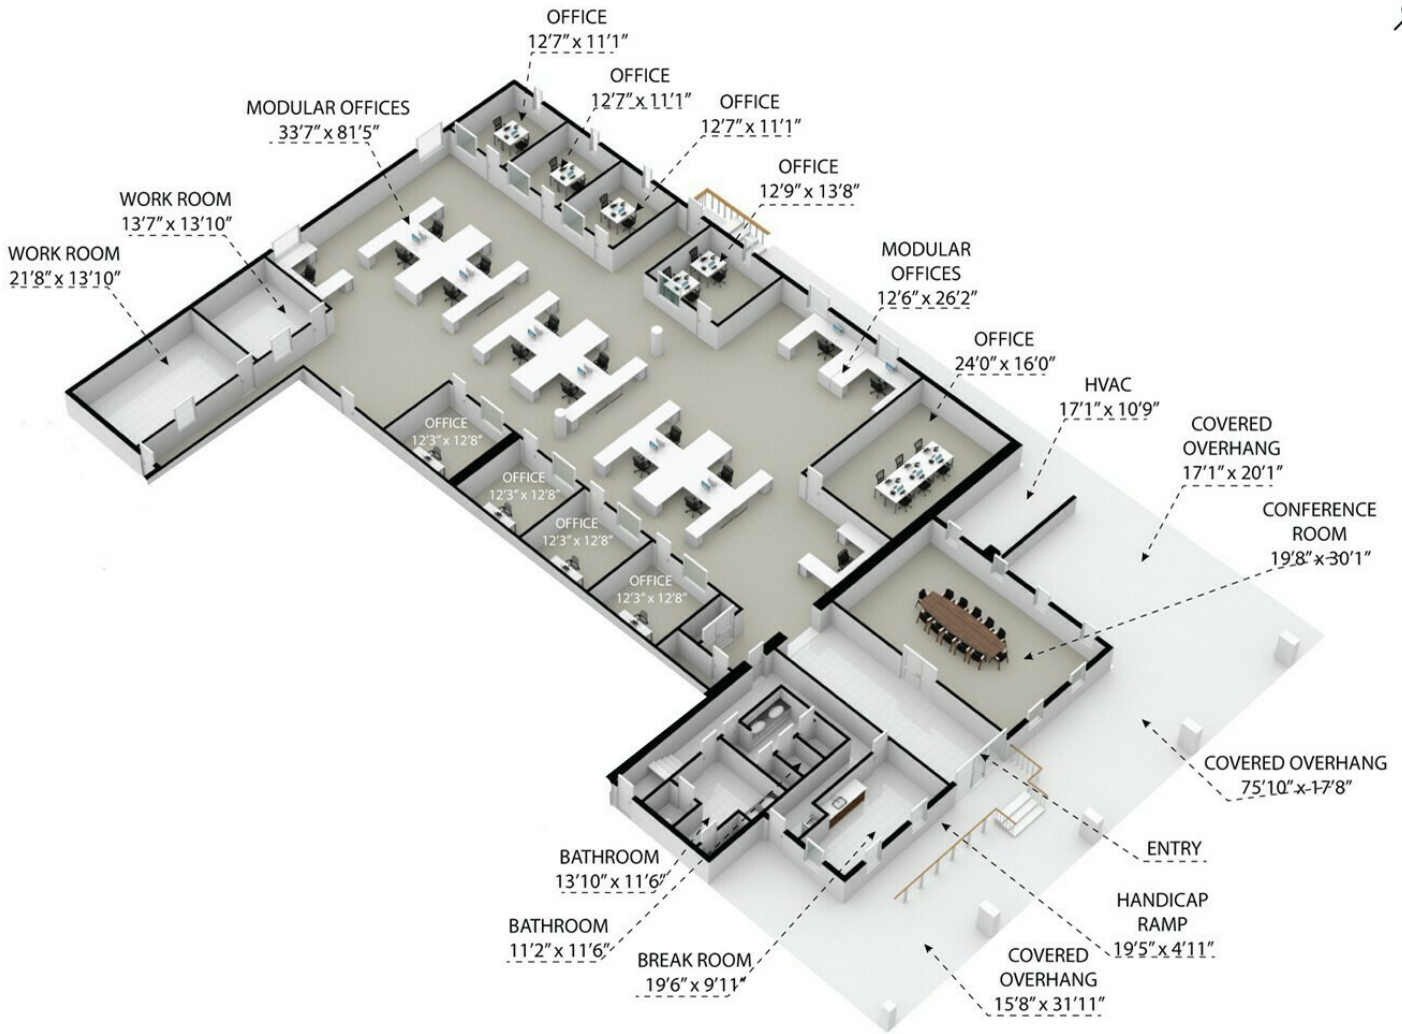 OFFICE
12'7" x 11'1"
OFFICE
12'7" x 11'1"
OFFICE
12'7" x 11'1"
MODULAR OFFICES
33'7" x 81'5"
OFFICE
12'9" x 13'8"
WORK ROOM
13'7" x 13'10"
WORK ROOM
21'8" x 13'10"
MODULAR
OFFICES
12'6" x 26'2"
OFFICE
24'0" x 16'0"
HVAC
17'1" x 10'9"
COVERED
OVERHANG
17'1" x 20'1"
CONFERENCE
ROOM
19'8" x 30'1"
OFFICE
12'3" x 12'8"
OFFICE
12'3" x 12'8"
OFFICE
12'3" x 12'8"
OFFICE
12'3" x 12'8"
COVERED OVERHANG
75'10" x 17'8"
ENTRY
HANDICAP
RAMP
19'5" x 4'11"
BATHROOM
13'10" x 11'6"
BATHROOM
11'2" x 11'6"
BREAK ROOM
19'6" x 9'11"
COVERED
OVERHANG
15'8" x 31'11"